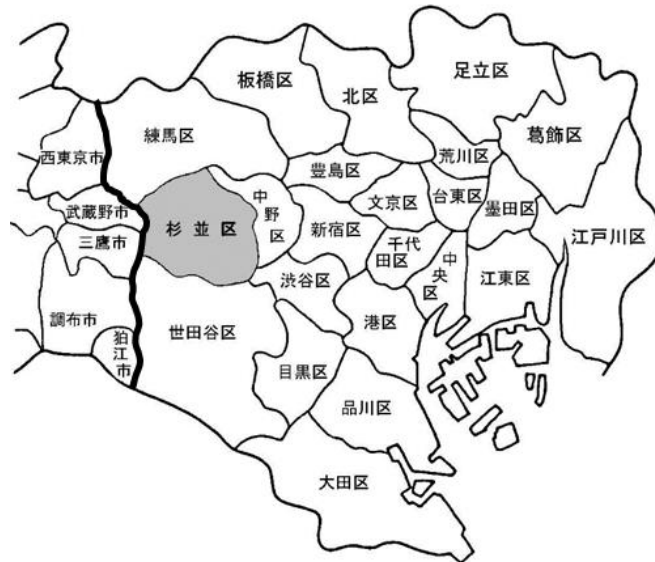 足立区
板橋区
北区
葛飾区
練馬区
荒川区
西東京市
豊島区
文京区
台東区
墨田区
武蔵野市
杉並区
中野区
新宿区
千代
田区
江戸川区
三鷹市
中央区
江東区
渋谷区
調布市
世田谷区
港区
狛江市
目黒区
品川区
大田区